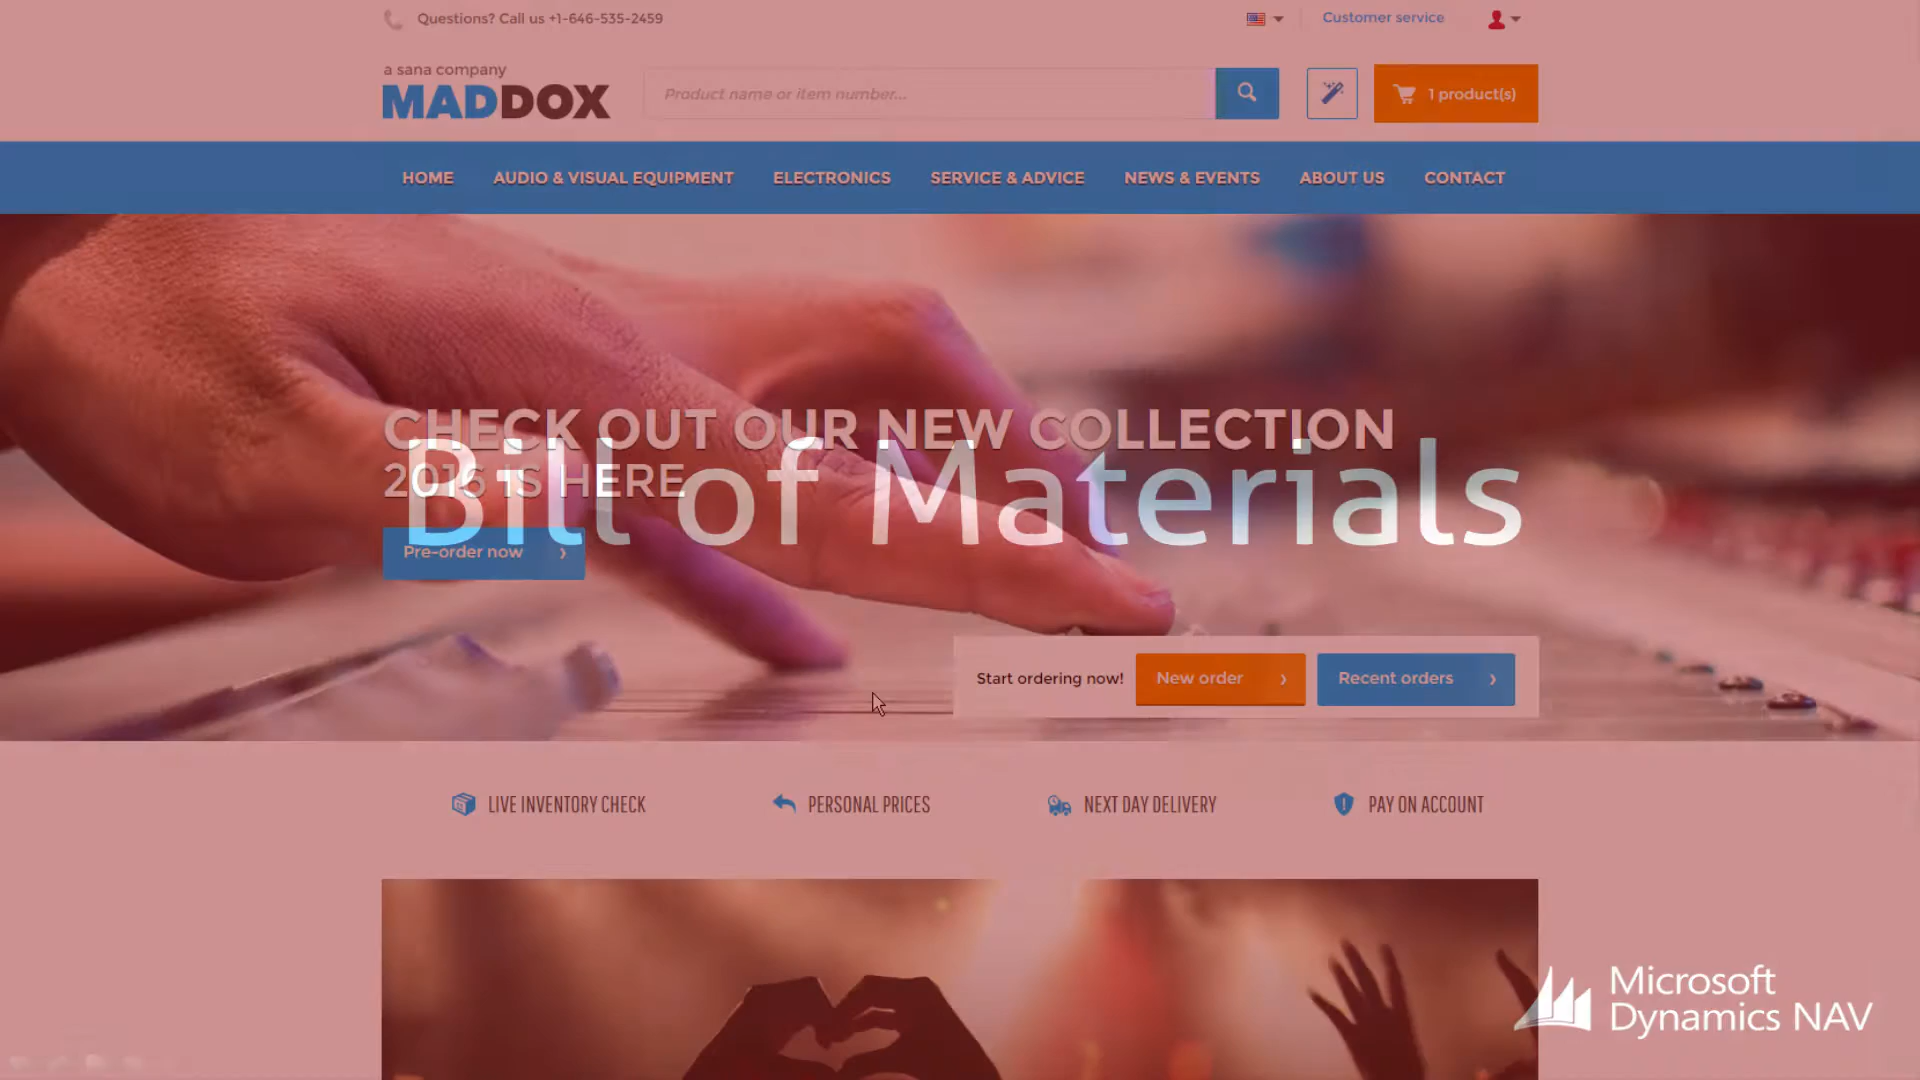 Questions? Call us +1-646-535-2459
Customer service
a sana company
MADDOX
Product name or item number...
1 product(s)
HOME
AUDIO & VISUAL EQUIPMENT
ELECTRONICS
SERVICE & ADVICE
NEWS & EVENTS
ABOUT US
CONTACT
CHECK OUT OUR NEW COLLECTION
2016 IS HERE
Bill of Materials
Pre-order now
Start ordering now!
New order
Recent orders
LIVE INVENTORY CHECK
PERSONAL PRICES
NEXT DAY DELIVERY
PAY ON ACCOUNT
Microsoft
Dynamics NAV